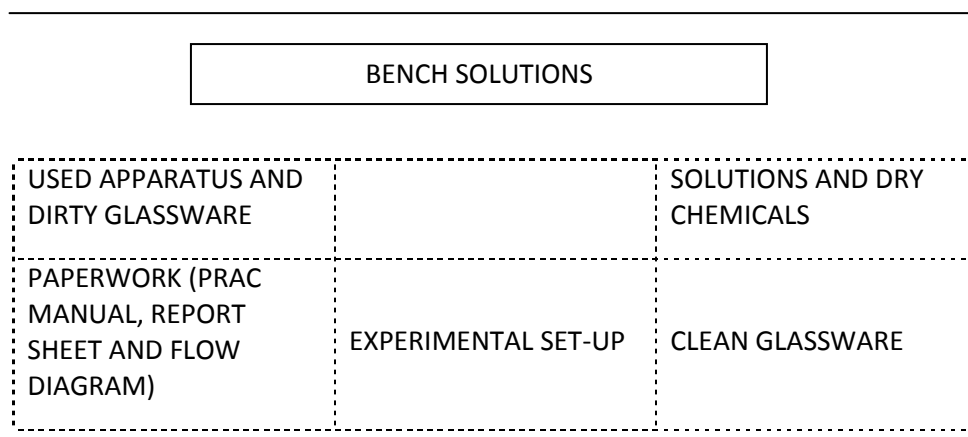 BENCH SOLUTIONS
USED APPARATUS AND
DIRTY GLASSWARE
SOLUTIONS AND DRY
CHEMICALS
PAPERWORK (PRAC
MANUAL, REPORT
SHEET AND FLOW
DIAGRAM)
EXPERIMENTAL SET-UP
CLEAN GLASSWARE